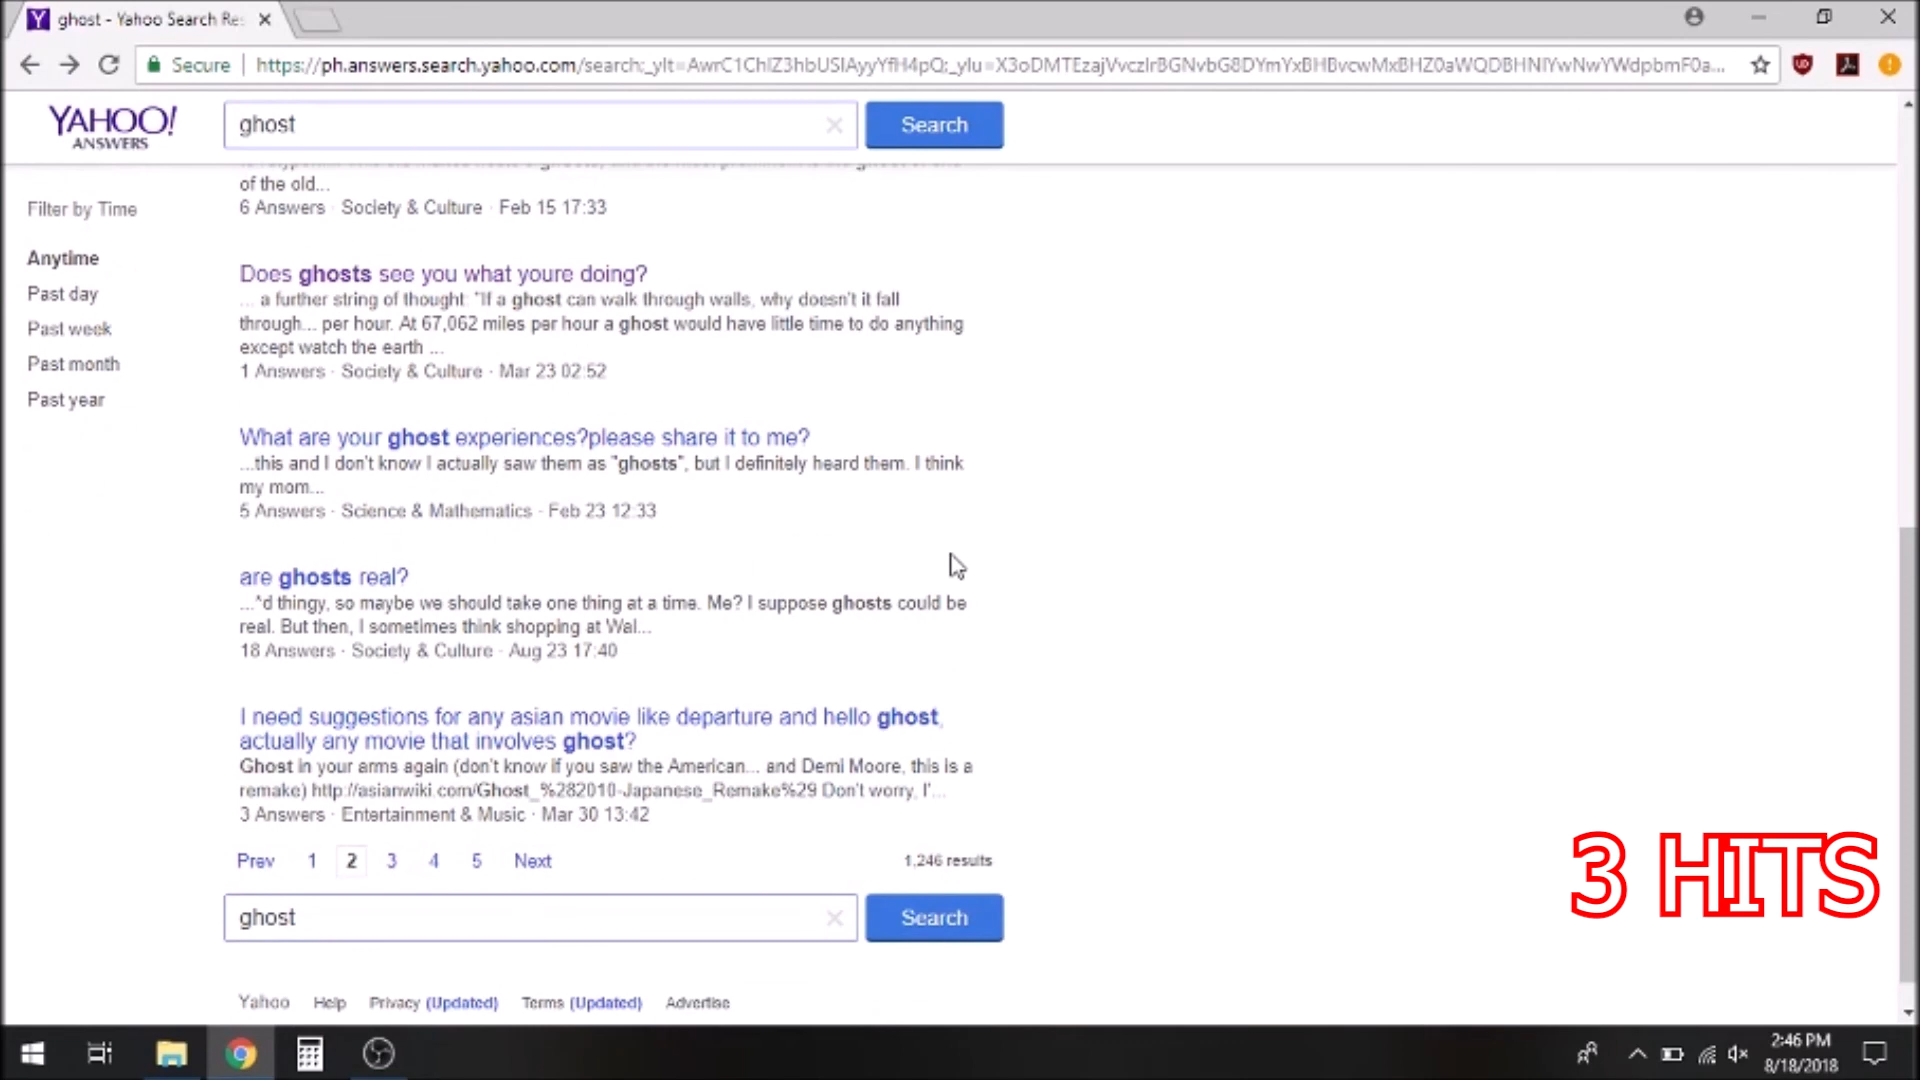 ghost - Yahoo Search Re
Secure
https://ph.answers.search.yahoo.com/search;_ylt=
YAHOO!
ANSWERS
ghost
Search
of the old...
6 Answers · Society & Culture · Feb 15 17:33
Filter by Time
Anytime
Past day
Past week
Past month
Past year
Does ghosts see you what youre doing?
... a further string of thought: "If a ghost can walk through walls, why doesn't it fall
through... per hour. At 67,062 miles per hour a ghost would have little time to do anything
except watch the earth ...
1 Answers · Society & Culture · Mar 23 02:52
What are your ghost experiences?please share it to me?
...this and I don't know I actually saw them as "ghosts", but I definitely heard them. I think
my mom...
5 Answers · Science & Mathematics · Feb 23 12:33
are ghosts real?
...*d thingy, so maybe we should take one thing at a time. Me? I suppose ghosts could be
real. But then, I sometimes think shopping at Wal...
18 Answers · Society & Culture · Aug 23 17:40
I need suggestions for any asian movie like departure and hello ghost,
actually any movie that involves ghost?
Ghost in your arms again (don't know if you saw the American... and Demi Moore, this is a
remake) http://asianwiki.com/Ghost_%282010-Japanese_Remake%29 Don't worry, I'...
3 Answers · Entertainment & Music · Mar 30 13:42
Prev 1 2 3 4 5 Next
1,246 results
3 HITS
ghost
Search
Yahoo Help Privacy (Updated) Terms (Updated) Advertise
2:46 PM
8/18/2018